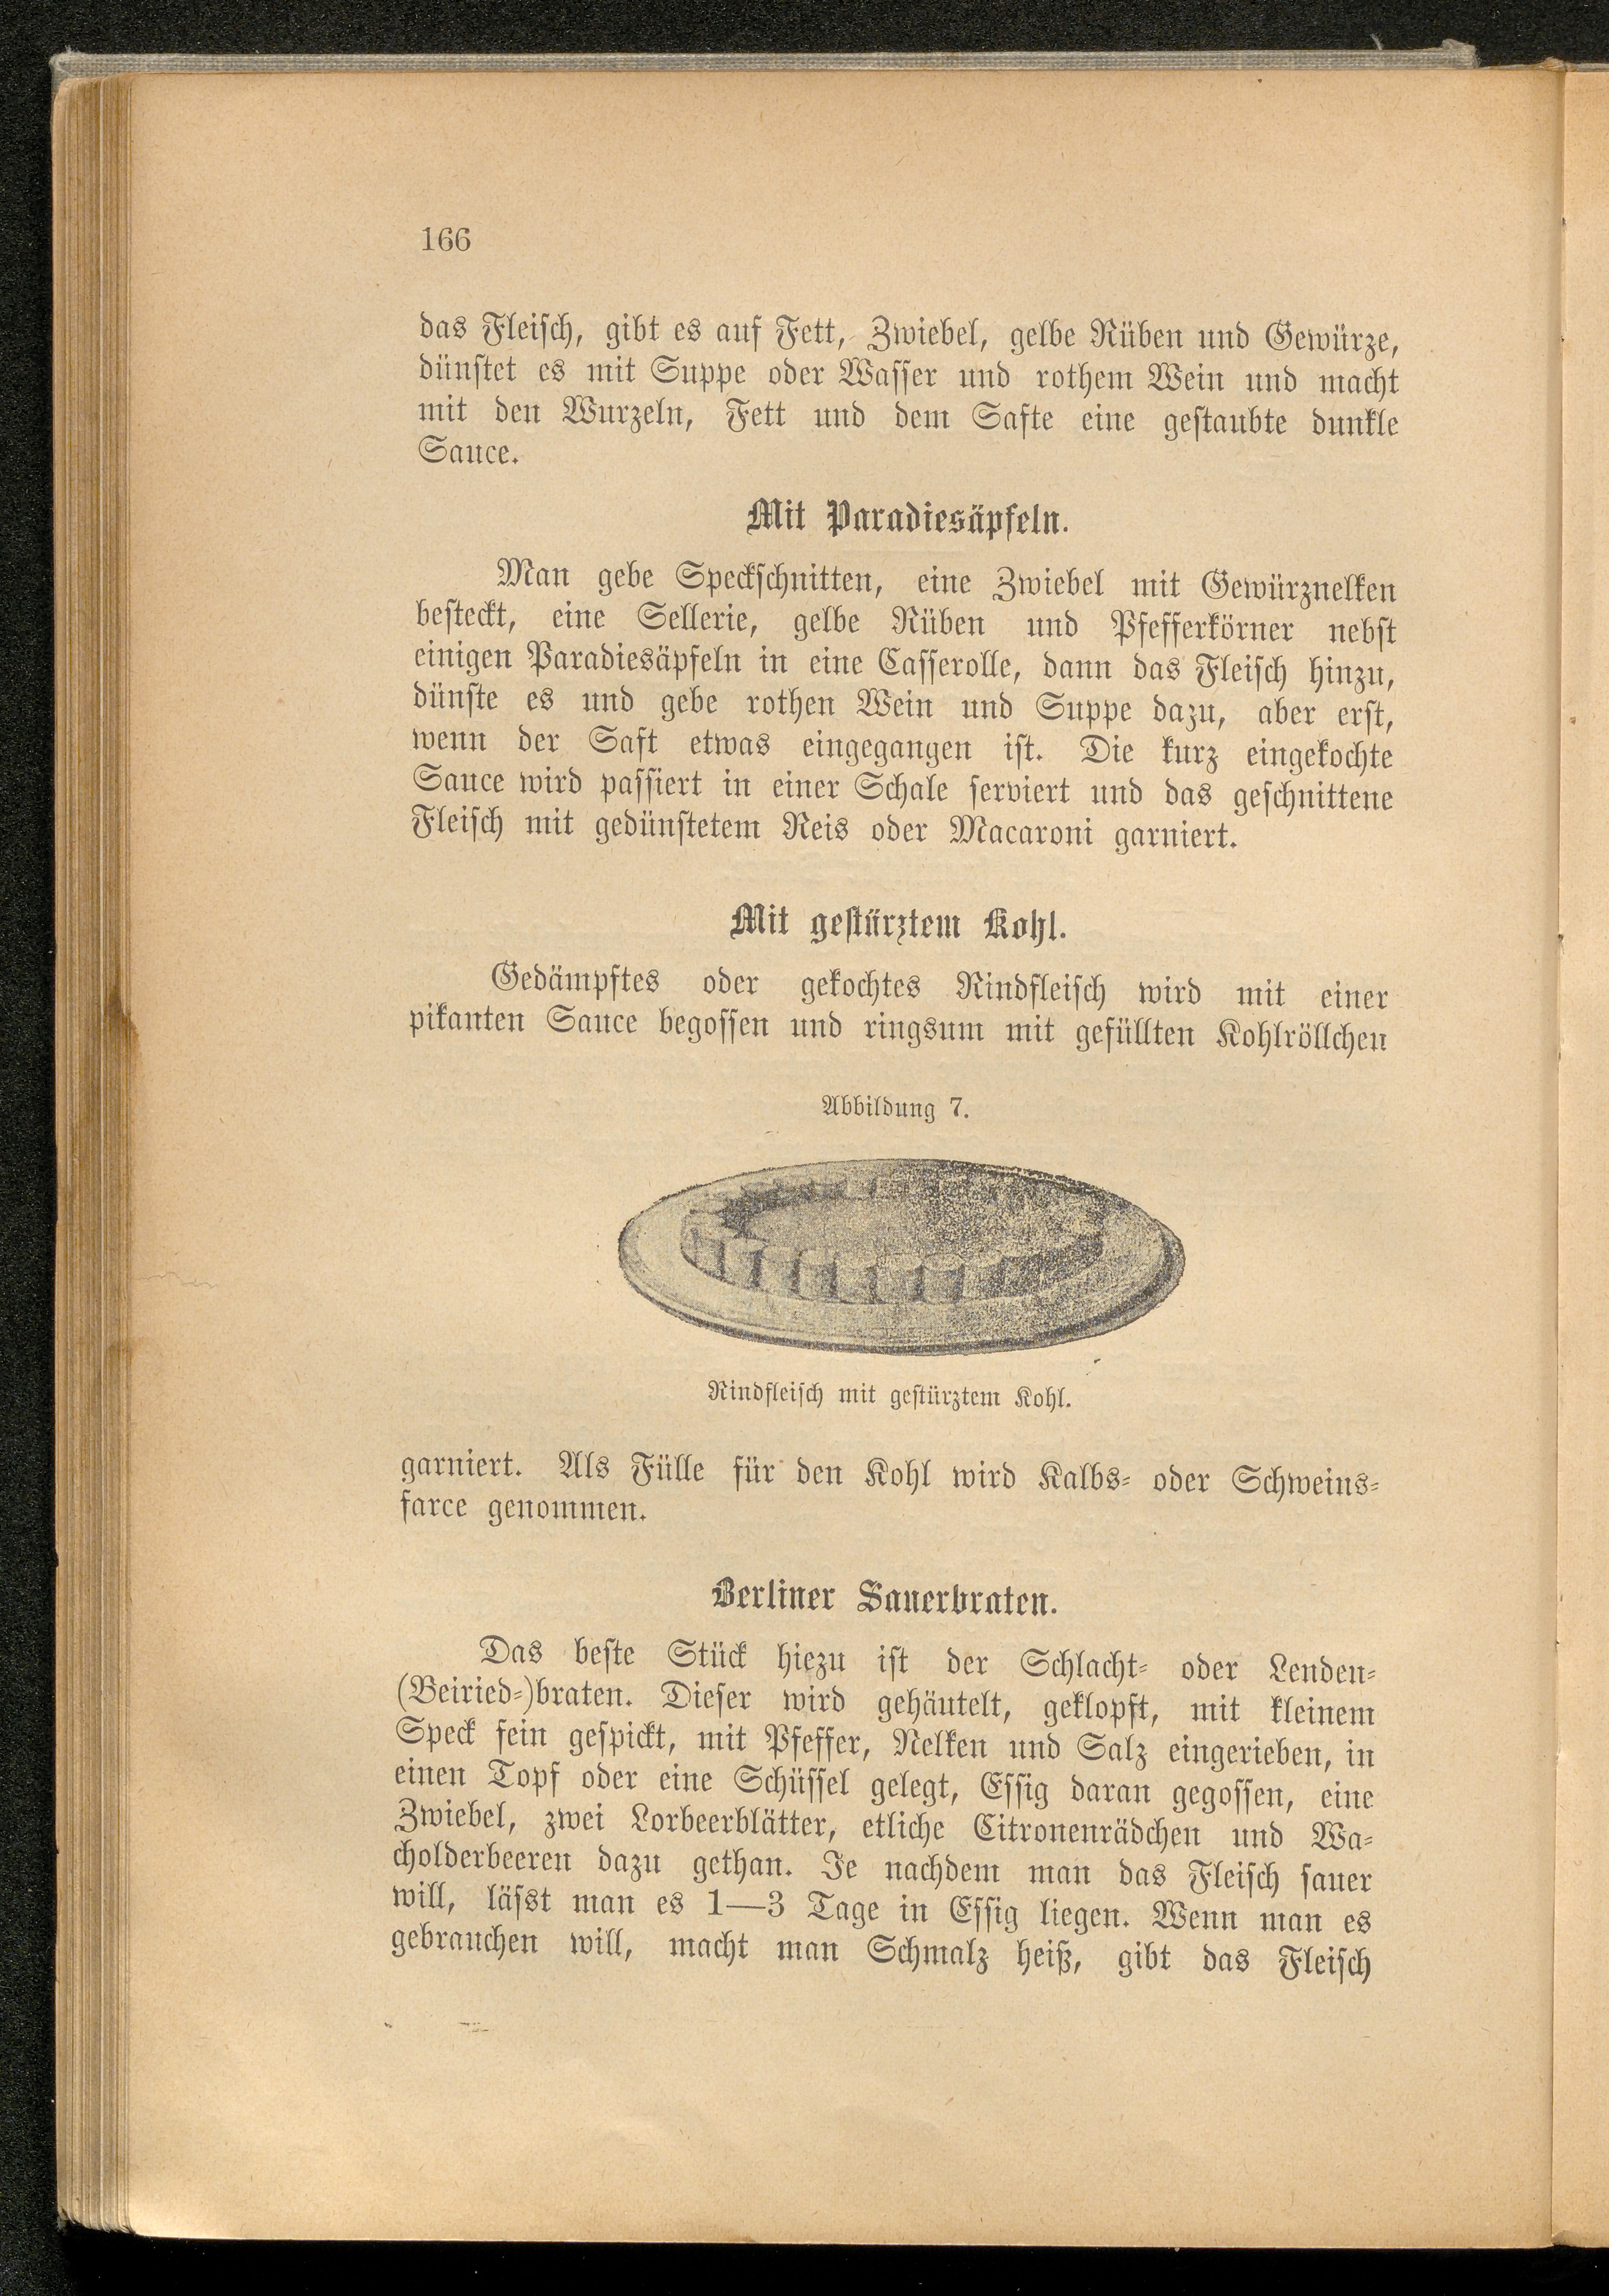 166
das Fleisch, gibt es auf Fett, Zwiebel, gelbe Rüben und Gewürze,
dünstet es mit Suppe oder Wasser und rothem Wein und macht
mit den Wurzeln, Fett und dem Safte eine gestaubte dunkle
Sauce.
Mit Paradiesäpfeln.
Man gebe Speckschnitten, eine Zwiebel mit Gewürznelken
besteckt, eine Sellerie, gelbe Rüben und Pfefferkörner nebst
einigen Paradiesäpfeln in eine Casserolle, dann das Fleisch hinzu,
dünste es und gebe rothen Wein und Suppe dazu, aber erst,
wenn der Saft etwas eingegangen ist. Die kurz eingekochte
Sauce wird passiert in einer Schale serviert und das geschnittene
Fleisch mit gedünstetem Reis oder Macaroni garniert.
Mit gestürztem Kohl.
Gedämpftes oder gekochtes Rindfleisch wird mit einer
pikanten Sauce begossen und ringsum mit gefüllten Kohlröllchen
Abbildung 7.
Rindfleisch mit gestürztem Kohl.
garniert. Als Fülle für den Kohl wird Kalbs- oder Schweins-
farce genommen.
Berliner Sauerbraten.
Das beste Stück hiezu ist der Schlacht- oder Lenden-
(Beiried-)braten. Dieser wird gehäutelt, geklopft, mit kleinem
Speck fein gespickt, mit Pfeffer, Nelken und Salz eingerieben, in
einen Topf oder eine Schüssel gelegt, Essig daran gegossen, eine
Zwiebel, zwei Lorbeerblätter, etliche Citronenrädchen und Wa-
cholderbeeren dazu gethan. Je nachdem man das Fleisch sauer
will, lässt man es 1—3 Tage in Essig liegen. Wenn man es
gebrauchen will, macht man Schmalz heiß, gibt das Fleisch